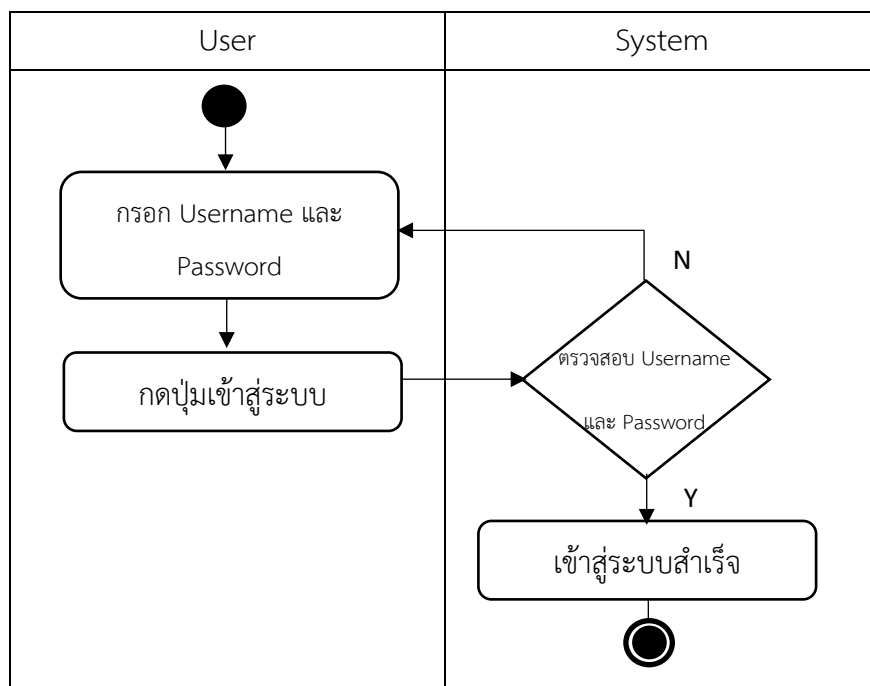 User
System
กรอก Username และ
Password
N
ตรวจสอบ Username
และ Password
กดปุ่มเข้าสู่ระบบ
Y
เข้าสู่ระบบสำเร็จ